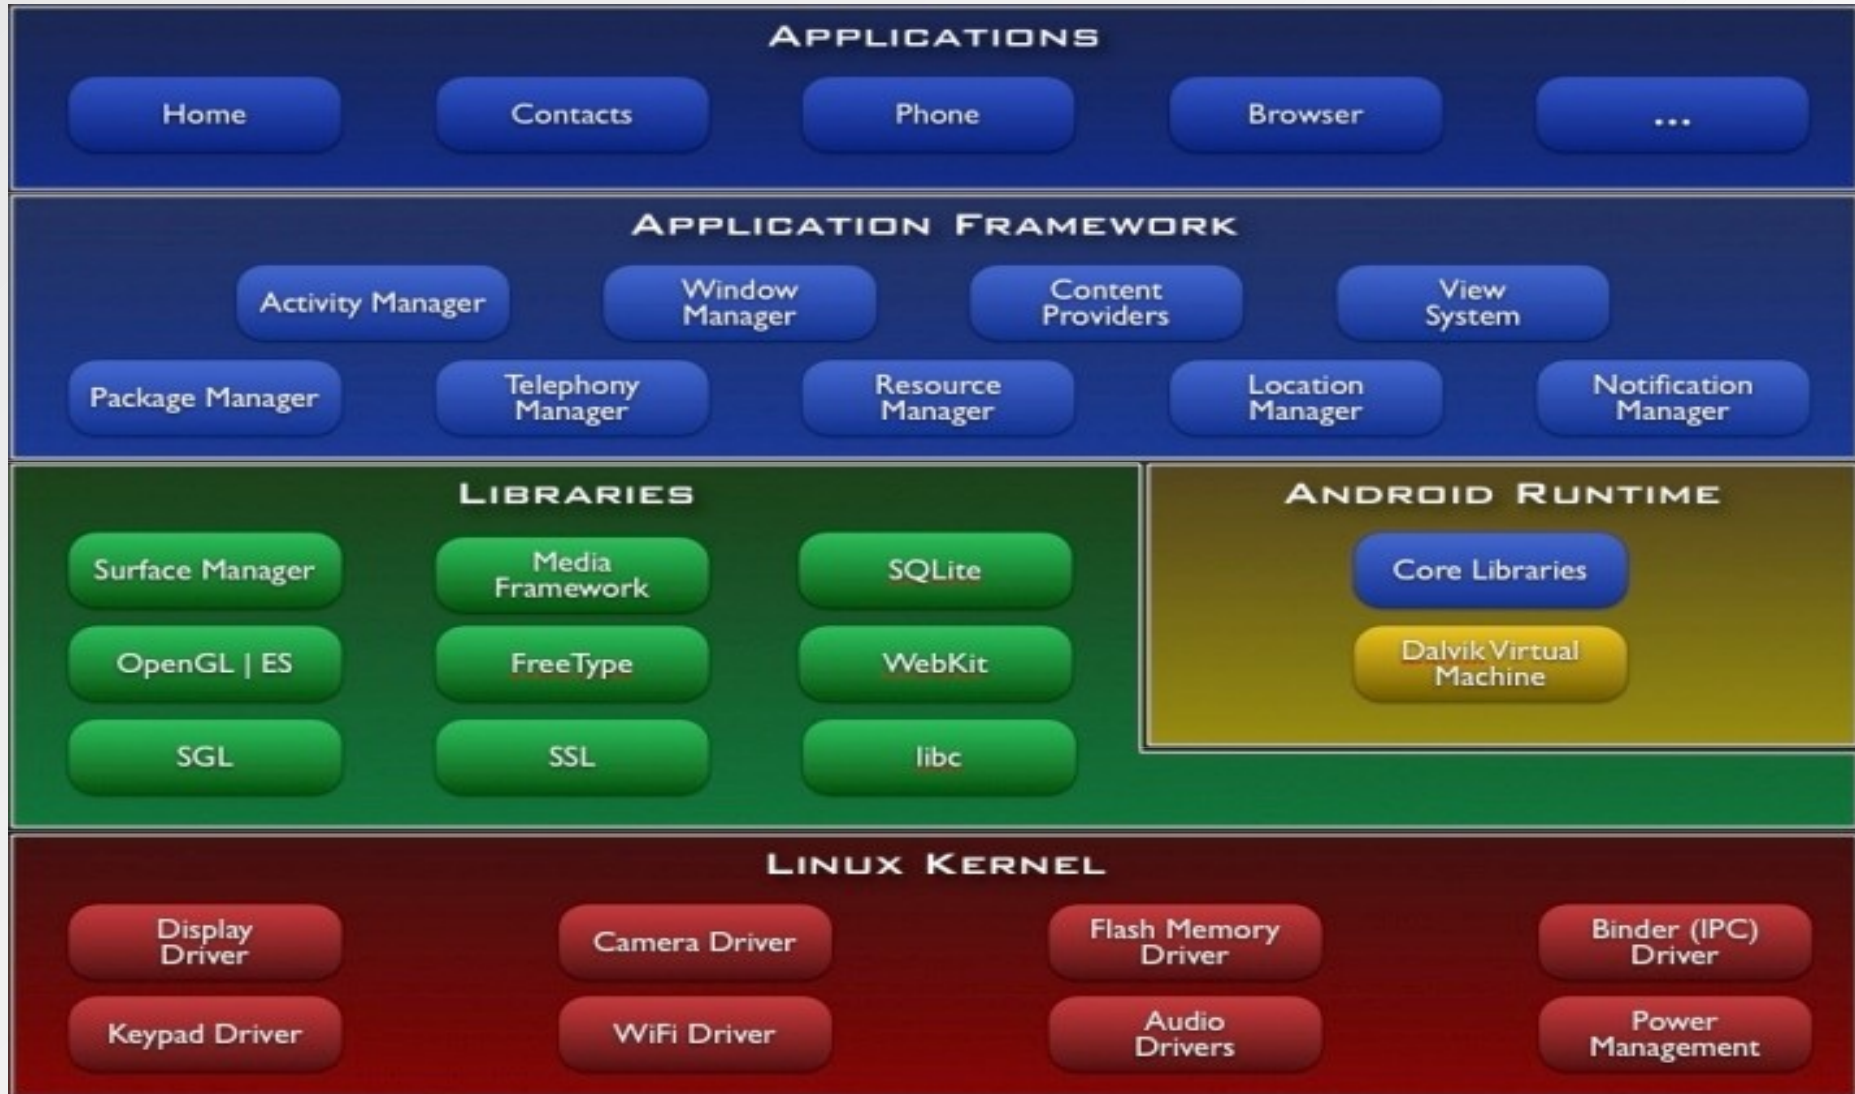 APPLICATIONS
Home
Contacts
Phone
Browser
...
APPLICATION FRAMEWORK
Activity Manager
Window
Manager
Content
Providers
View
System
Package Manager
Telephony
Manager
Resource
Manager
Location
Manager
Notification
Manager
LIBRARIES
Surface Manager
Media
Framework
SQLite
OpenGL | ES
FreeType
WebKit
SGL
SSL
libc
ANDROID RUNTIME
Core Libraries
Dalvik Virtual
Machine
LINUX KERNEL
Display
Driver
Camera Driver
Flash Memory
Driver
Binder (IPC)
Driver
Keypad Driver
WiFi Driver
Audio
Drivers
Power
Management